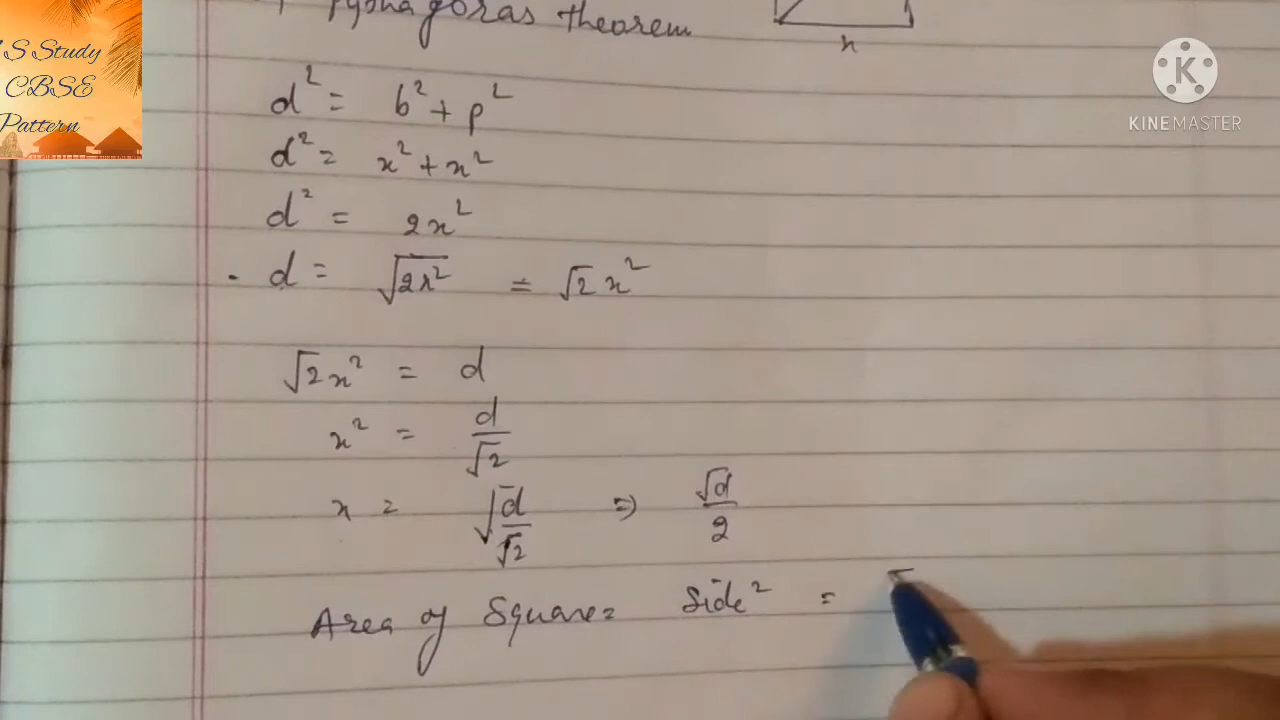 S Study
CBSE
Pattern
K
KINEMASTER
Pythagoras theorem
x
d² = b² + p²
d² = x² + x²
d² = 2x²
d = √2x² = √2 x²
√2x² = d
x² = d/√2
x = √d/√2 ⇒ √d/2
Area of Square = Side² =